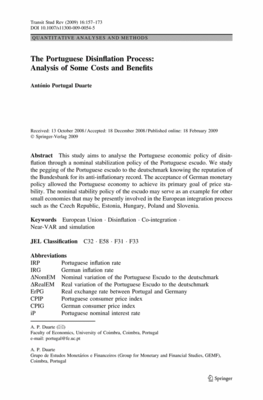 Transit Stud Rev (2009) 16:157–173
DOI 10.1007/s11300-009-0054-5
QUANTITATIVE ANALYSES AND METHODS
The Portuguese Disinflation Process:
Analysis of Some Costs and Benefits
António Portugal Duarte
Received: 13 October 2008 / Accepted: 18 December 2008 / Published online: 18 February 2009
© Springer-Verlag 2009
Abstract This study aims to analyse the Portuguese economic policy of disin-
flation through a nominal stabilization policy of the Portuguese escudo. We study
the pegging of the Portuguese escudo to the deutschmark knowing the reputation of
the Bundesbank for its anti-inflationary record. The acceptance of German monetary
policy allowed the Portuguese economy to achieve its primary goal of price sta-
bility. The nominal stability policy of the escudo may serve as an example for other
small economies that may be presently involved in the European integration process
such as the Czech Republic, Estonia, Hungary, Poland and Slovenia.
Keywords European Union · Disinflation · Co-integration ·
Near-VAR and simulation
JEL Classification C32 · E58 · F31 · F33
Abbreviations
IRP Portuguese inflation rate
IRG German inflation rate
ΔNomEM Nominal variation of the Portuguese Escudo to the deutschmark
ΔRealEM Real variation of the Portuguese Escudo to the deutschmark
ErPG Real exchange rate between Portugal and Germany
CPIP Portuguese consumer price index
CPIG German consumer price index
iP Portuguese nominal interest rate
A. P. Duarte (✉)
Faculty of Economics, University of Coimbra, Coimbra, Portugal
e-mail: portugal@fe.uc.pt
A. P. Duarte
Grupo de Estudos Monetários e Financeiros (Group for Monetary and Financial Studies, GEMF),
Coimbra, Portugal
Springer